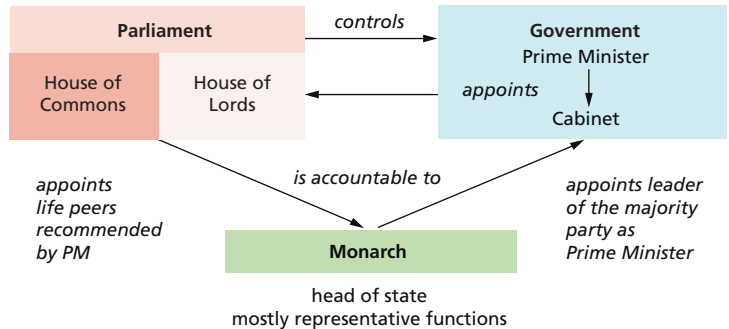 Parliament
controls
Government
Prime Minister
House of
Commons
House of
Lords
appoints
Cabinet
appoints
life peers
recommended
by PM
is accountable to
appoints leader
of the majority
party as
Prime Minister
Monarch
head of state
mostly representative functions